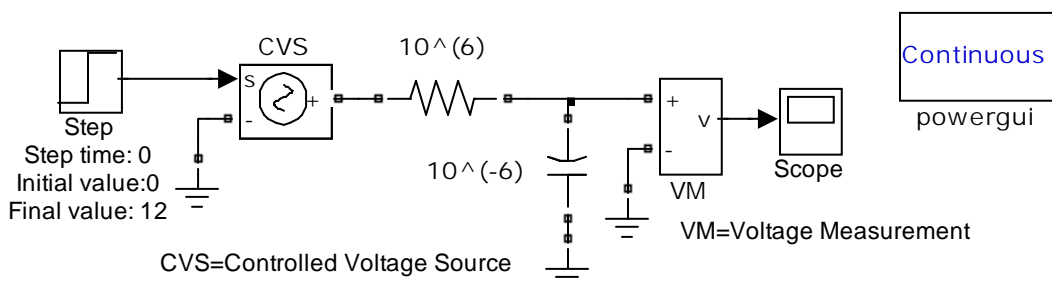 CVS
10^(6)
Continuous
s
+
-
+
v
-
powergui
Step
Step time: 0
Initial value:0
Final value: 12
10^(-6)
VM
Scope
VM=Voltage Measurement
CVS=Controlled Voltage Source